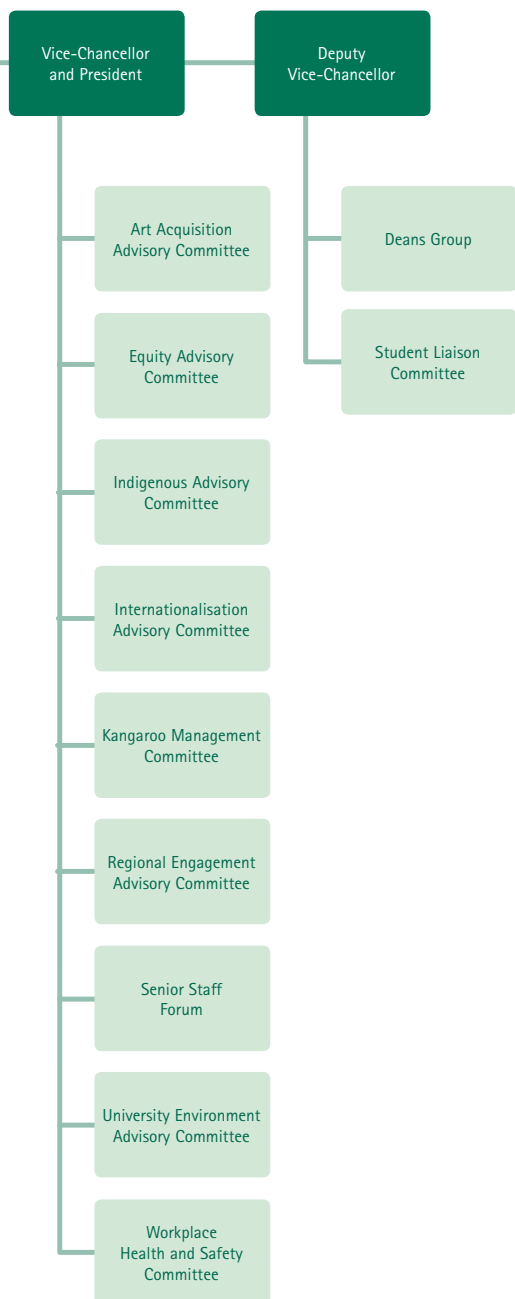 Vice-Chancellor
and President
Deputy
Vice-Chancellor
Art Acquisition
Advisory Committee
Equity Advisory
Committee
Indigenous Advisory
Committee
Internationalisation
Advisory Committee
Kangaroo Management
Committee
Regional Engagement
Advisory Committee
Senior Staff
Forum
University Environment
Advisory Committee
Workplace
Health and Safety
Committee
Deans Group
Student Liaison
Committee